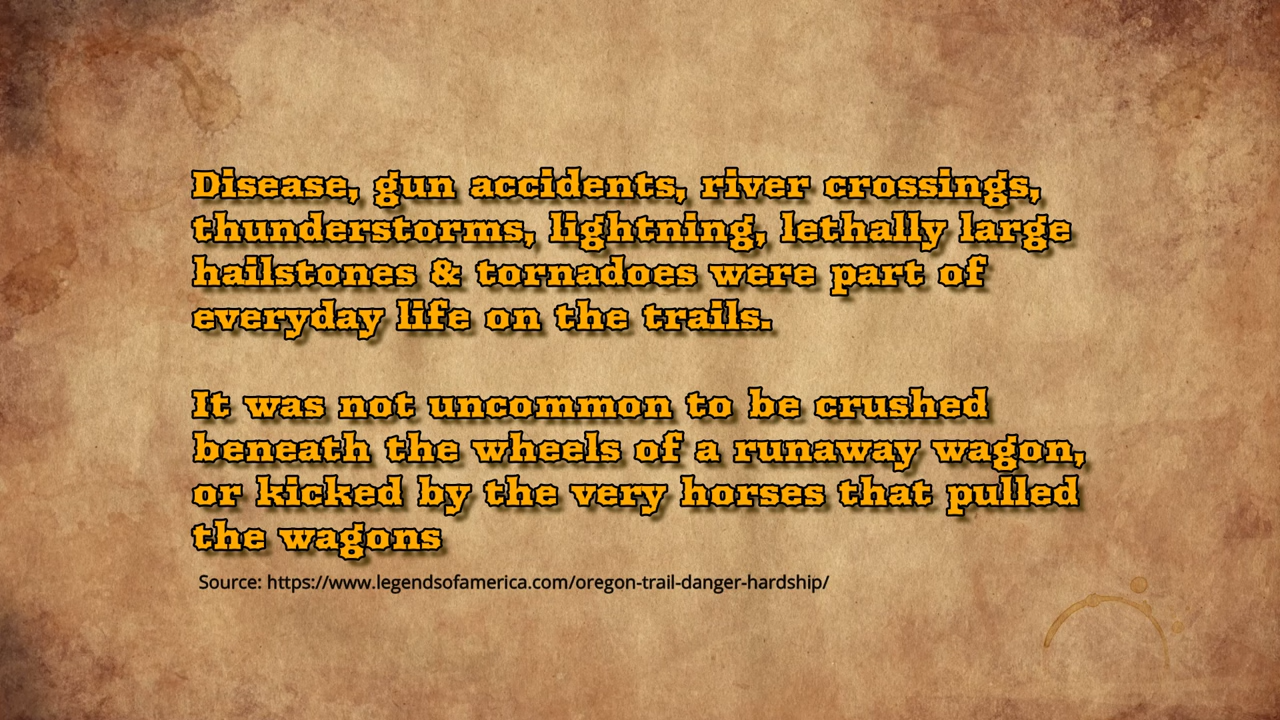 Disease, gun accidents, river crossings,
thunderstorms, lightning, lethally large
hailstones & tornadoes were part of
everyday life on the trails.
It was not uncommon to be crushed
beneath the wheels of a runaway wagon,
or kicked by the very horses that pulled
the wagons
Source: https://www.legendsofamerica.com/oregon-trail-danger-hardship/